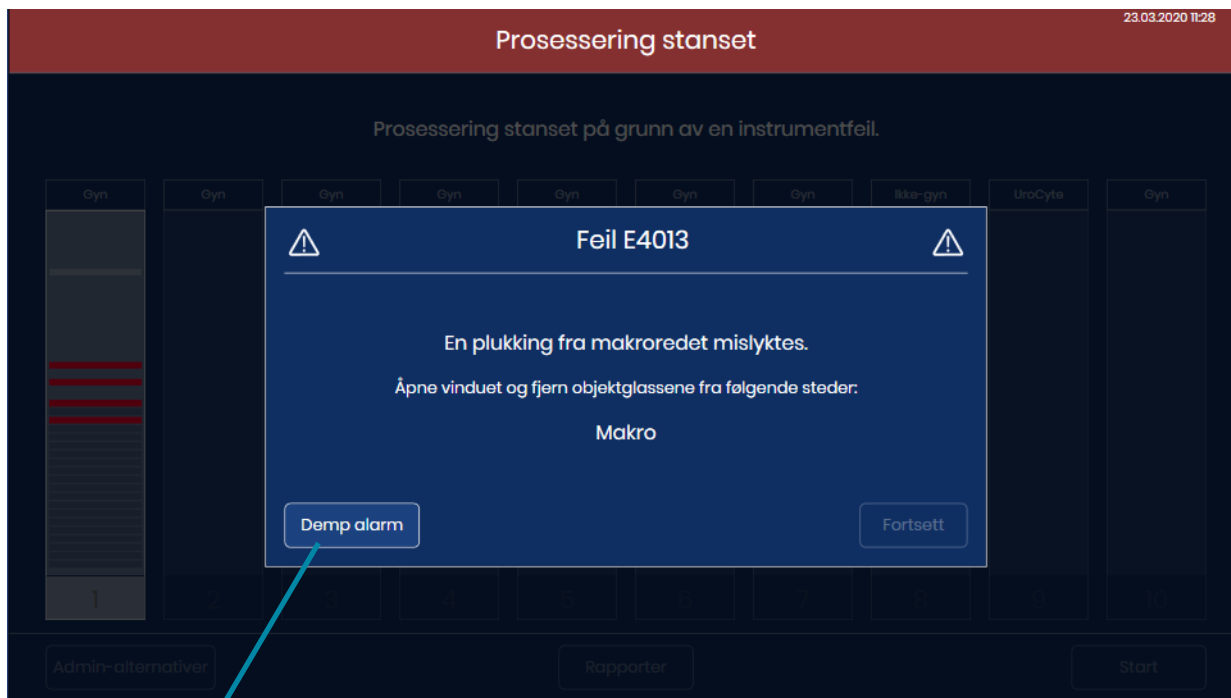 23.03.2020 11:28
Prosessering stanset
Prosessering stanset på grunn av en instrumentfeil.
Gyn Gyn Gyn Gyn Gyn Gyn Gyn Ikke-gyn UroCyte Gyn
Feil E4013
En plukking fra makroredet mislyktes.
Åpne vinduet og fjern objektglassene fra følgende steder:
Makro
Demp alarm Fortsett
1 2 3 4 5 6 7 8 9 10
Admin-alternativer Rapporter Start